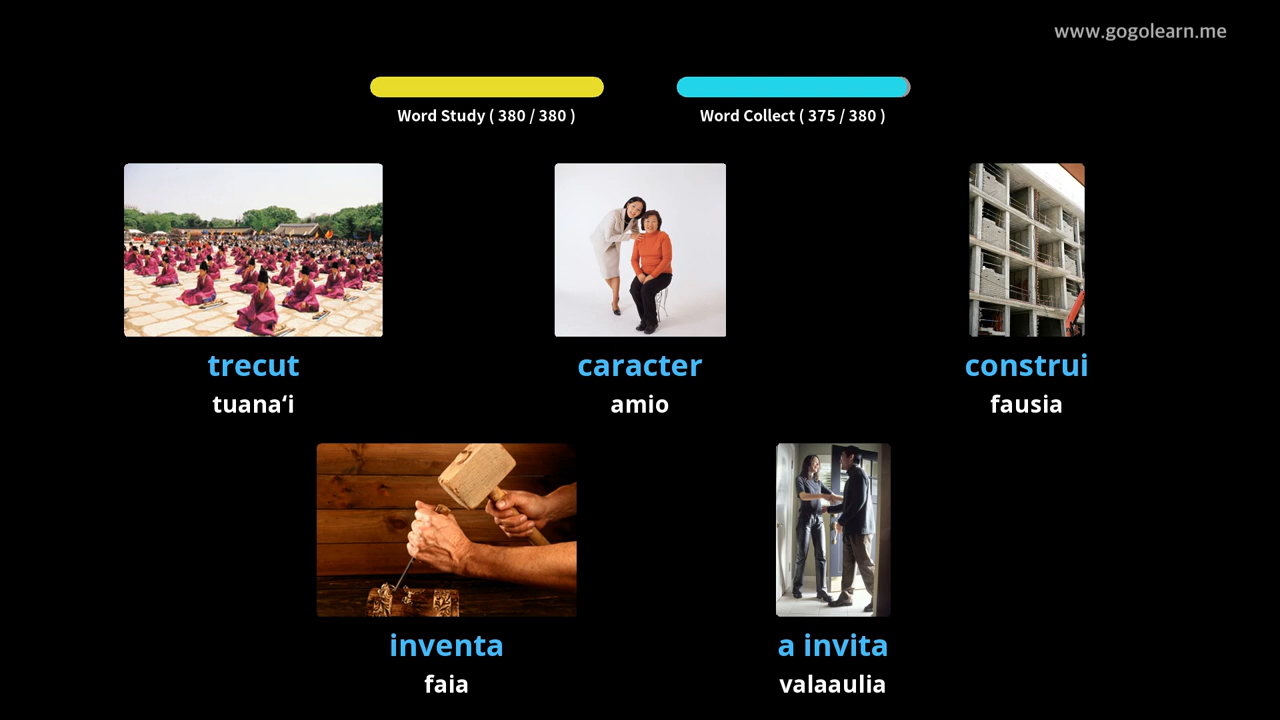 www.gogolearn.me
Word Study ( 380 / 380 )
Word Collect ( 375 / 380 )
trecut
tuanaʻi
caracter
amio
construi
fausia
inventa
faia
a invita
valaaulia